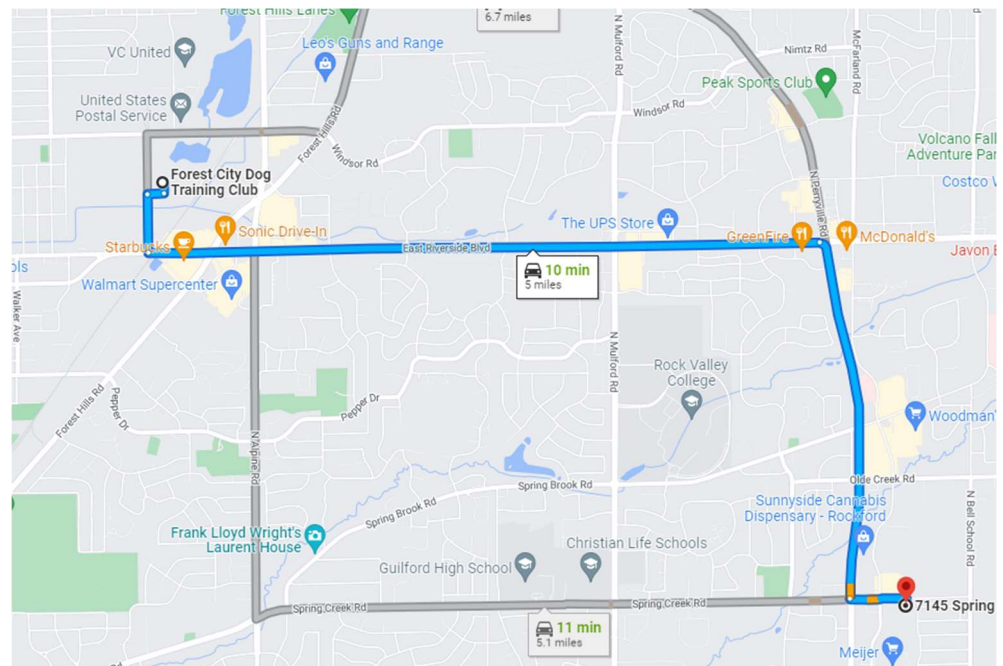 Forest Hills Lanes
6.7 miles
VC United
Leo's Guns and Range
N Mulford Rd
Nimtz Rd
McFarland Rd
Peak Sports Club
United States
Postal Service
Windsor Rd
Forest Hills Rd
Windsor Rd
Volcano Fall
Adventure Par
Forest City Dog
Training Club
Costco W
N Perryville Rd
The UPS Store
Starbucks
Sonic Drive-In
East Riverside Blvd
GreenFire
McDonald's
Javon B
ols
10 min
5 miles
Walmart Supercenter
Walker Ave
N Mulford Rd
Rock Valley
College
Forest Hills Rd
Pepper Dr
Pepper Dr
Woodman'
N Alpine Rd
Olde Creek Rd
Spring Brook Rd
Spring Brook Rd
Sunnyside Cannabis
Dispensary - Rockford
N Bell School Rd
Frank Lloyd Wright's
Laurent House
Christian Life Schools
Guilford High School
Spring Creek Rd
Spring Creek Rd
7145 Spring
11 min
5.1 miles
Meijer
Rd